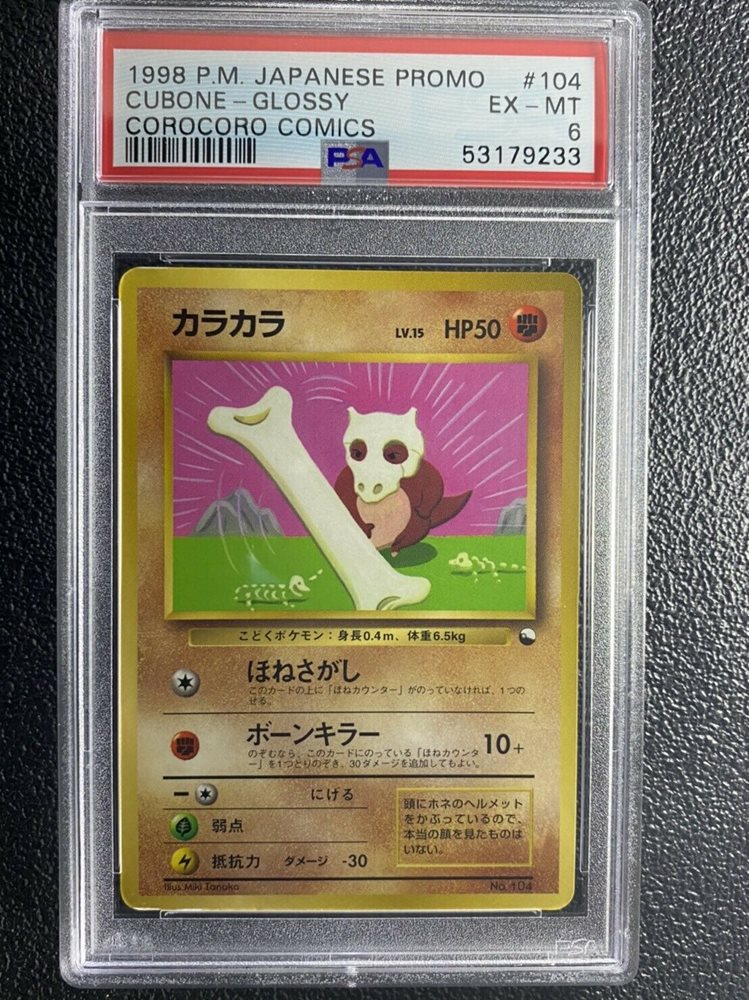 1998 P.M. JAPANESE PROMO #104
CUBONE - GLOSSY EX - MT
COROCORO COMICS 6
PSA 53179233
カラカラ LV.15 HP50
こどくポケモン：身長0.4m、体重6.5kg
ほねさがし
このカードの上に「ほねカウンター」がのっていなければ、1つの
せる。
ボーンキラー 10+
のぞむなら、このカードにのっている「ほねカウンタ
ー」を1つとりのぞき、30ダメージを追加してもよい。
にげる
弱点
抵抗力 ダメージ -30
頭にホネのヘルメット
をかぶっているので、
本当の顔を見たものは
いない。
Illus. Miki Tanaka No. 104
PSA